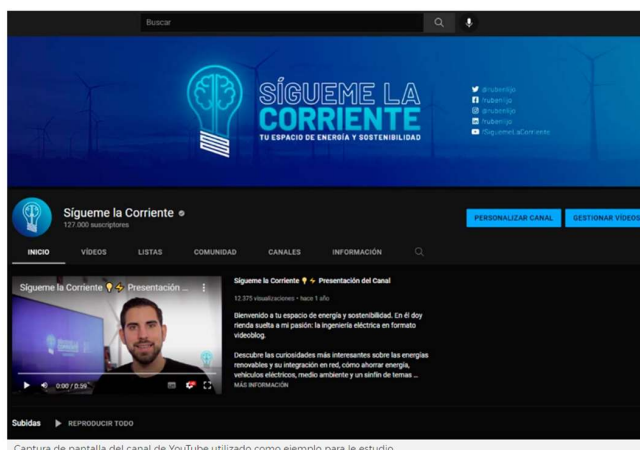 Buscar
SÍGUEME LA
CORRIENTE
TU ESPACIO DE ENERGÍA Y SOSTENIBILIDAD
@rubenlijo
/rubenlijo
@rubenlijo
/rubenlijo
/SiguemeLaCorriente
Sígueme la Corriente
127.000 suscriptores
PERSONALIZAR CANAL
GESTIONAR VÍDEOS
INICIO
VÍDEOS
LISTAS
COMUNIDAD
CANALES
INFORMACIÓN
Sígueme la Corriente 💡⚡ Presentación ...
0:00 / 0:59
Sígueme la Corriente 💡⚡ Presentación del Canal
12.375 visualizaciones • hace 1 año
Bienvenido a tu espacio de energía y sostenibilidad. En él doy
rienda suelta a mi pasión: la ingeniería eléctrica en formato
videoblog.
Descubre las curiosidades más interesantes sobre las energías
renovables y su integración en red, cómo ahorrar energía,
vehículos eléctricos, medio ambiente y un sinfín de temas ...
MÁS INFORMACIÓN
Subidas
REPRODUCIR TODO
Captura de pantalla del canal de YouTube utilizado como ejemplo para le estudio